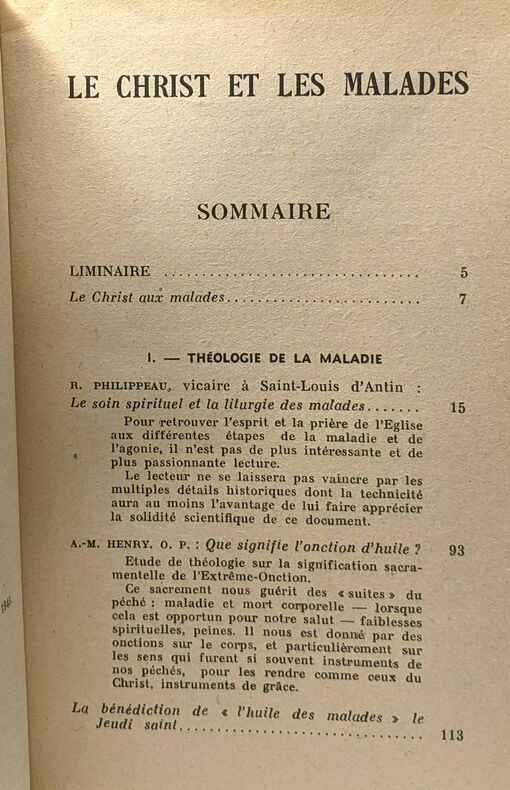 LE CHRIST ET LES MALADES
SOMMAIRE
LIMINAIRE ................................. 5
Le Christ aux malades.......................... 7
I. — THÉOLOGIE DE LA MALADIE
R. PHILIPPEAU, vicaire à Saint-Louis d'Antin :
Le soin spirituel et la liturgie des malades....... 15
Pour retrouver l'esprit et la prière de l'Eglise
aux différentes étapes de la maladie et de
l'agonie, il n'est pas de plus intéressante et de
plus passionnante lecture.
Le lecteur ne se laissera pas vaincre par les
multiples détails historiques dont la technicité
aura au moins l'avantage de lui faire apprécier
la solidité scientifique de ce document.
A.-M. HENRY. O. P. : Que signifie l'onction d'huile ? 93
Etude de théologie sur la signification sacra-
mentelle de l'Extrême-Onction.
Ce sacrement nous guérit des « suites » du
péché : maladie et mort corporelle — lorsque
cela est opportun pour notre salut — faiblesses
spirituelles, peines. Il nous est donné par des
onctions sur le corps, et particulièrement sur
les sens qui furent si souvent instruments de
nos péchés, pour les rendre comme ceux du
Christ, instruments de grâce.
La bénédiction de « l'huile des malades » le
Jeudi saint................................. 113